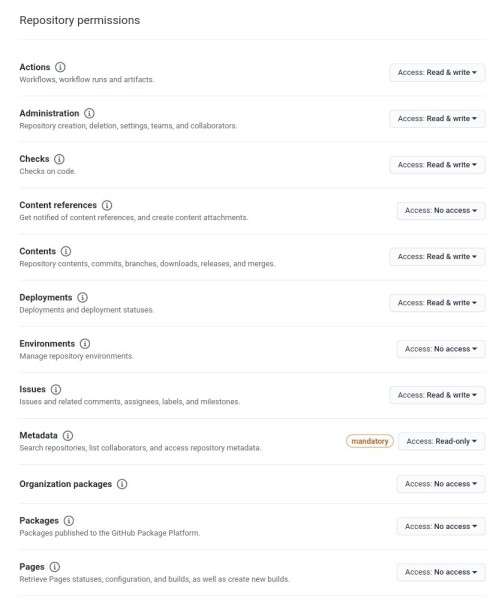 Repository permissions
Actions
Workflows, workflow runs and artifacts.
Access: Read & write
Administration
Repository creation, deletion, settings, teams, and collaborators.
Access: Read & write
Checks
Checks on code.
Access: Read & write
Content references
Get notified of content references, and create content attachments.
Access: No access
Contents
Repository contents, commits, branches, downloads, releases, and merges.
Access: Read & write
Deployments
Deployments and deployment statuses.
Access: Read & write
Environments
Manage repository environments.
Access: No access
Issues
Issues and related comments, assignees, labels, and milestones.
Access: Read & write
Metadata
Search repositories, list collaborators, and access repository metadata.
mandatory
Access: Read-only
Organization packages
Access: No access
Packages
Packages published to the GitHub Package Platform.
Access: No access
Pages
Retrieve Pages statuses, configuration, and builds, as well as create new builds.
Access: No access